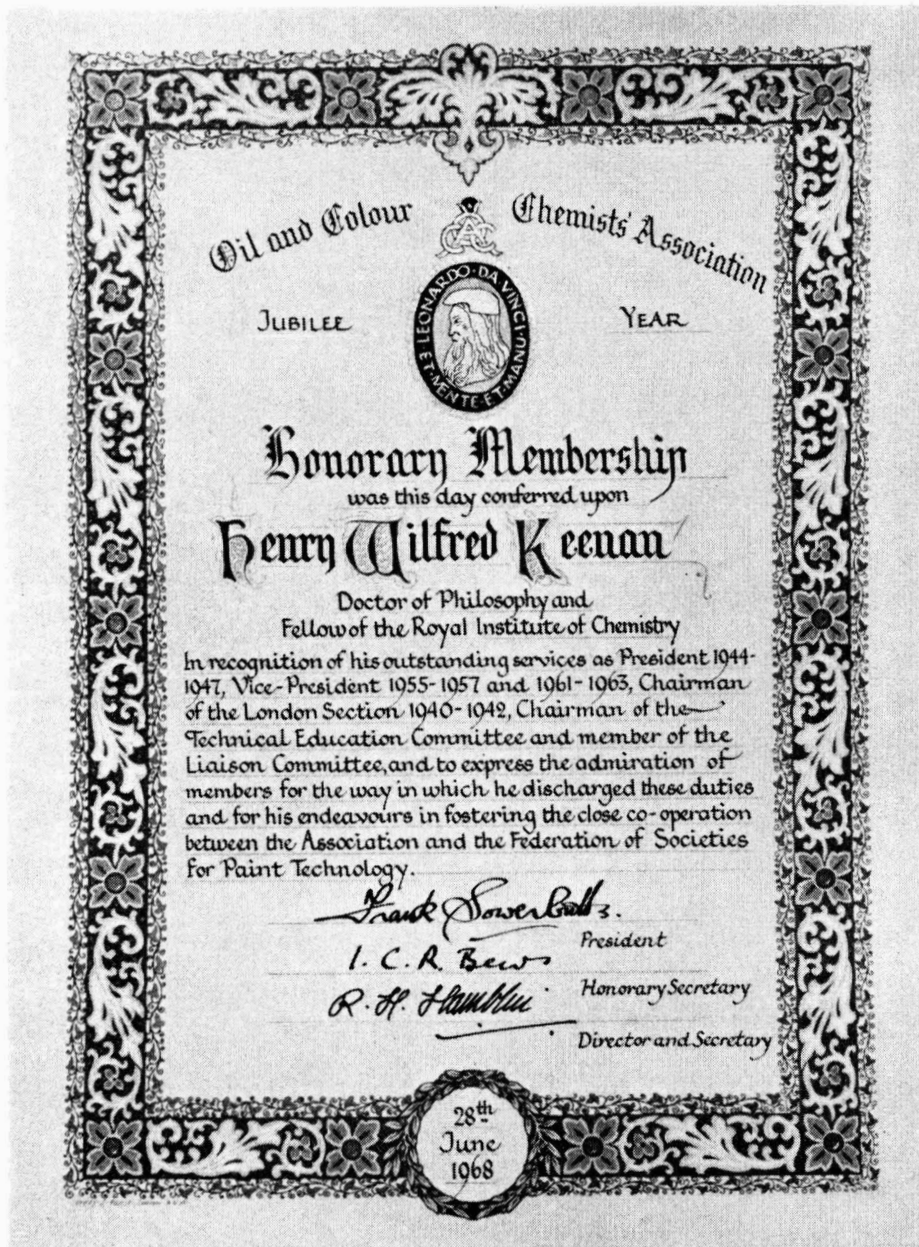 Oil and Colour Chemists' Association
JUBILEE YEAR
LEONARDO·DA VINCI·
ET·MENTE·ET·MANU·
Honorary Membership
was this day conferred upon
Henry Wilfred Keenan
Doctor of Philosophy and
Fellow of the Royal Institute of Chemistry
In recognition of his outstanding services as President 1944-
1947, Vice-President 1955-1957 and 1961-1963, Chairman
of the London Section 1940-1942, Chairman of the
Technical Education Committee and member of the
Liaison Committee, and to express the admiration of
members for the way in which he discharged these duties
and for his endeavours in fostering the close co-operation
between the Association and the Federation of Societies
for Paint Technology.
Frank Sowerbutts.
President
I. C. R. Bews
Honorary Secretary
R. H. Hamblin
Director and Secretary
28th
June
1968